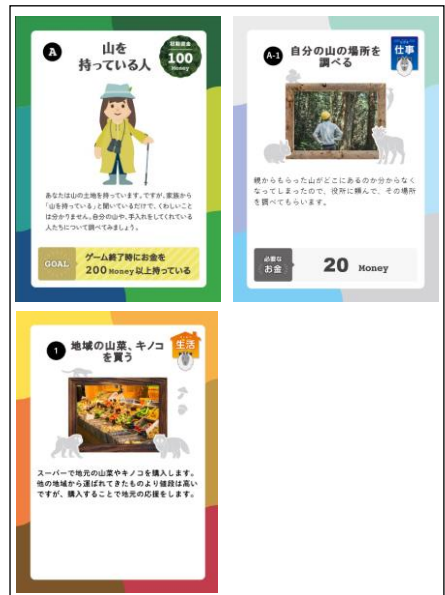 A
山を
持っている人
初期資金
100
Money
あなたは山の土地を持っています。ですが、家族から
「山を持っている」と聞いているだけで、くわしいこと
は分かりません。自分の山や、手入れをしてくれている
人たちについて調べてみましょう。
GOAL
ゲーム終了時にお金を
200 Money 以上持っている
A-1
自分の山の場所を
調べる
仕事
親からもらった山がどこにあるのか分からなく
なってしまったので、役所に頼んで、その場所
を調べてもらいます。
必要な
お金
20 Money
1
地域の山菜、キノコ
を買う
生活
スーパーで地元の山菜やキノコを購入します。
他の地域から運ばれてきたものより値段は高い
ですが、購入することで地元の応援をします。